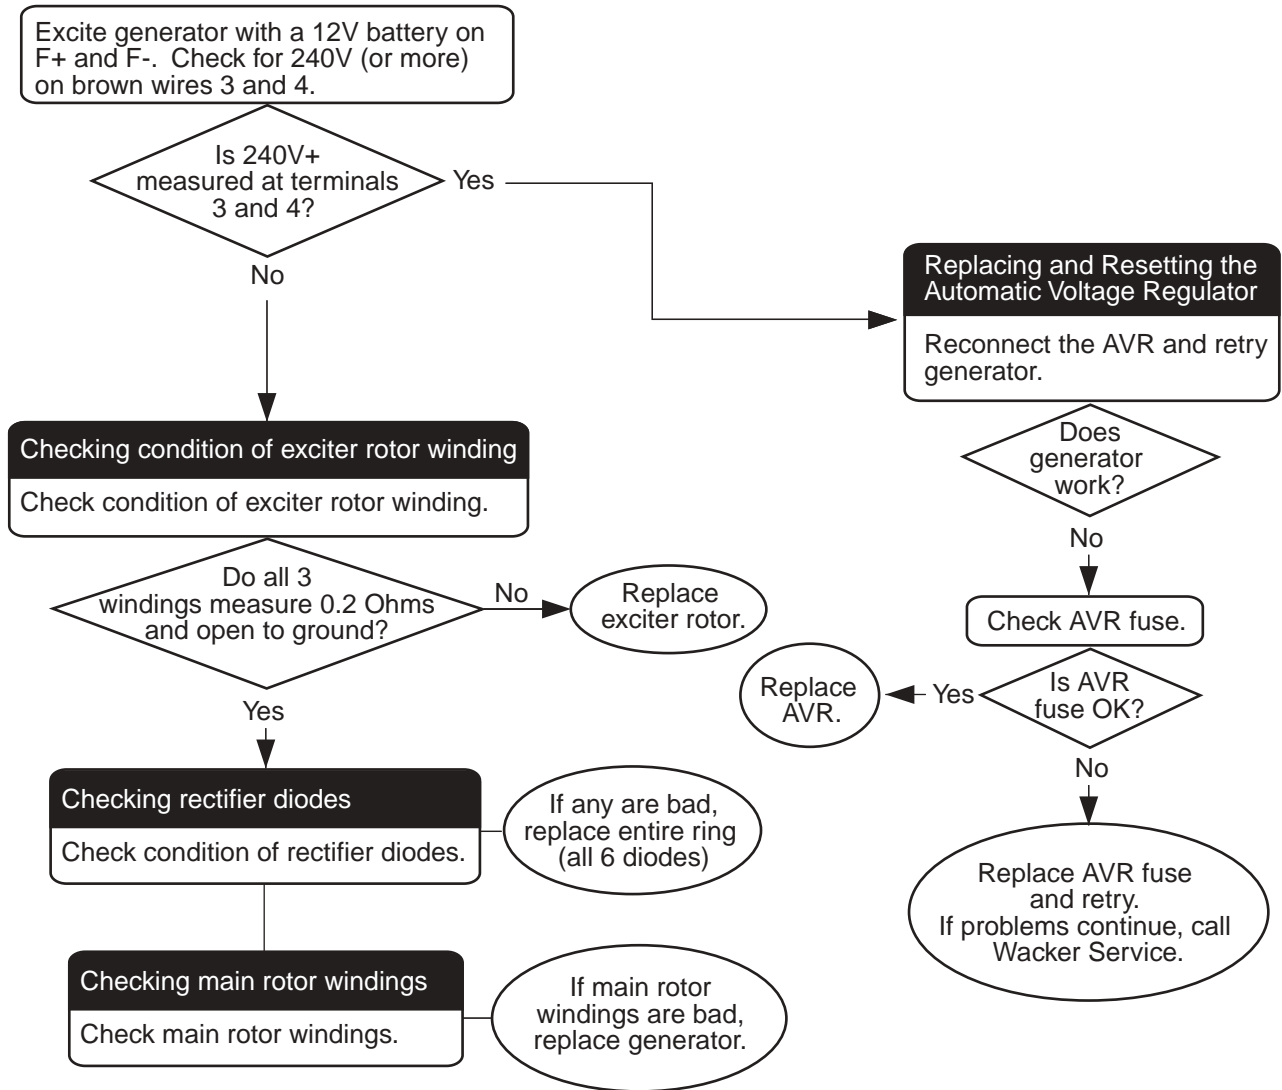 Excite generator with a 12V battery on
F+ and F-.  Check for 240V (or more)
on brown wires 3 and 4.
Is 240V+
measured at terminals
3 and 4?
Yes
No
Replacing and Resetting the
Automatic Voltage Regulator
Reconnect the AVR and retry
generator.
Does
generator
work?
No
Check AVR fuse.
Is AVR
fuse OK?
Yes
Replace
AVR.
No
Replace AVR fuse
and retry.
If problems continue, call
Wacker Service.
Checking condition of exciter rotor winding
Check condition of exciter rotor winding.
Do all 3
windings measure 0.2 Ohms
and open to ground?
No
Replace
exciter rotor.
Yes
Checking rectifier diodes
Check condition of rectifier diodes.
If any are bad,
replace entire ring
(all 6 diodes)
Checking main rotor windings
Check main rotor windings.
If main rotor
windings are bad,
replace generator.